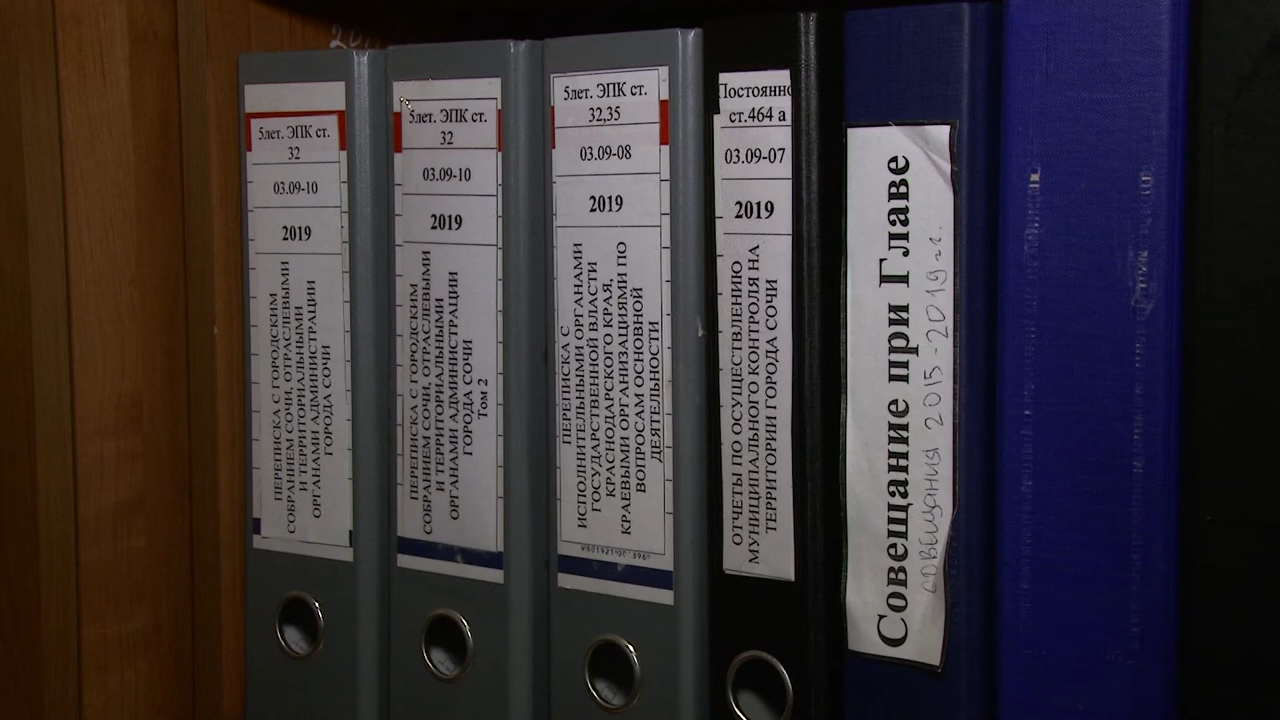 5лет. ЭПК ст.
32
03.09-10
2019
ПЕРЕПИСКА С ГОРОДСКИМ
СОБРАНИЕМ СОЧИ, ОТРАСЛЕВЫМИ
И ТЕРРИТОРИАЛЬНЫМИ
ОРГАНАМИ АДМИНИСТРАЦИИ
ГОРОДА СОЧИ
5лет. ЭПК ст.
32
03.09-10
2019
ПЕРЕПИСКА С ГОРОДСКИМ
СОБРАНИЕМ СОЧИ, ОТРАСЛЕВЫМИ
И ТЕРРИТОРИАЛЬНЫМИ
ОРГАНАМИ АДМИНИСТРАЦИИ
ГОРОДА СОЧИ
Том 2
5лет. ЭПК ст.
32,35
03.09-08
2019
ПЕРЕПИСКА С
ИСПОЛНИТЕЛЬНЫМИ ОРГАНАМИ
ГОСУДАРСТВЕННОЙ ВЛАСТИ
КРАСНОДАРСКОГО КРАЯ,
КРАЕВЫМИ ОРГАНИЗАЦИЯМИ ПО
ВОПРОСАМ ОСНОВНОЙ
ДЕЯТЕЛЬНОСТИ
Постоянно
ст.464 а
03.09-07
2019
ОТЧЕТЫ ПО ОСУЩЕСТВЛЕНИЮ
МУНИЦИПАЛЬНОГО КОНТРОЛЯ НА
ТЕРРИТОРИИ ГОРОДА СОЧИ
Совещание при Главе
совещания 2015-2019 гг.